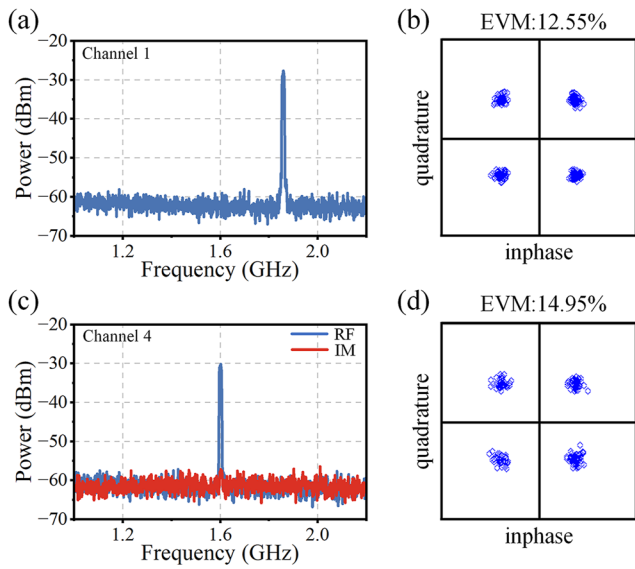 (a)
Channel 1
Power (dBm)
−20
−30
−40
−50
−60
−70
1.2
1.6
2.0
Frequency (GHz)
(b)
EVM:12.55%
quadrature
inphase
(c)
Channel 4
RF
IM
Power (dBm)
−20
−30
−40
−50
−60
−70
1.2
1.6
2.0
Frequency (GHz)
(d)
EVM:14.95%
quadrature
inphase